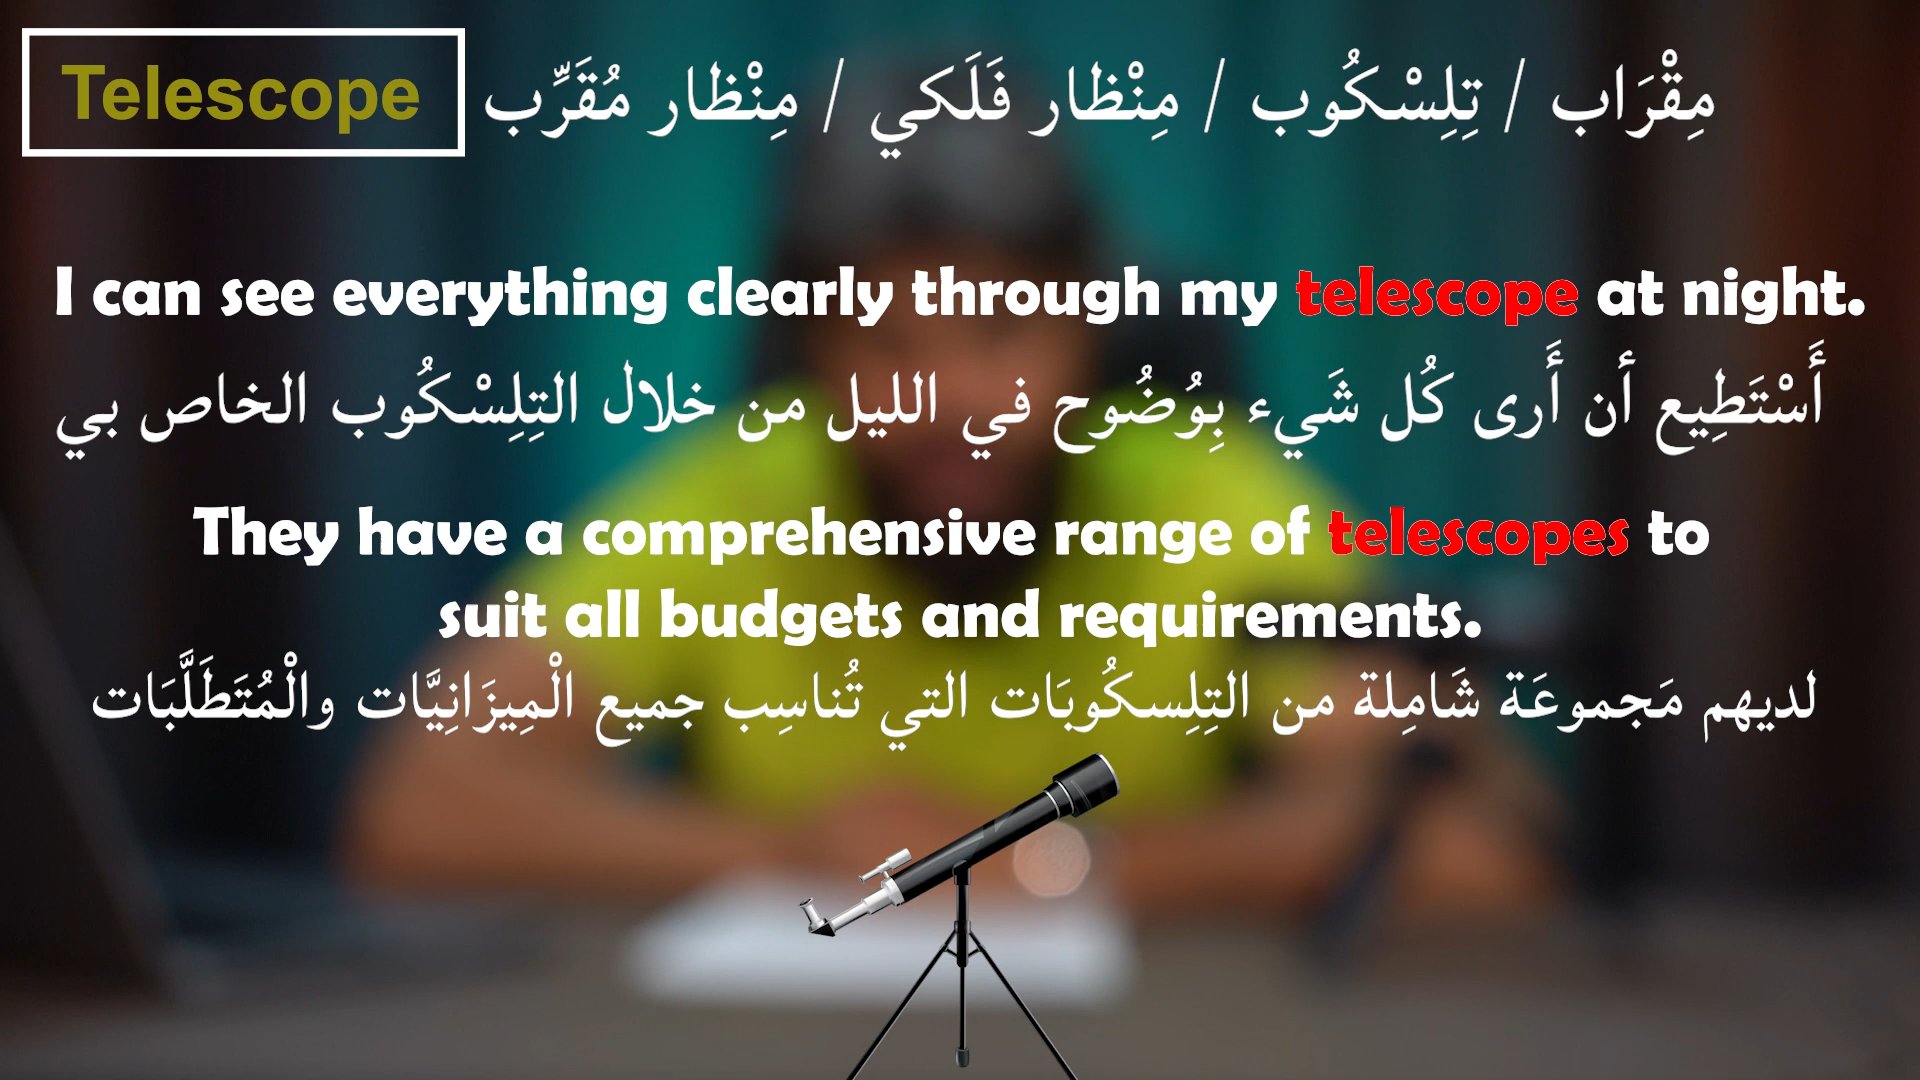 Telescope
مِقْرَاب / تِلِسْكُوب / مِنْظار فَلَكي / مِنْظار مُقَرِّب
I can see everything clearly through my telescope at night.
أَسْتَطِيع أن أَرى كُل شَيء بِوُضُوح في الليل من خلال التِلِسْكُوب الخاص بي
They have a comprehensive range of telescopes to
suit all budgets and requirements.
لديهم مَجموعَة شَامِلة من التِلِسكُوبَات التي تُناسِب جميع الْمِيزَانِيَّات والْمُتَطَلَّبَات